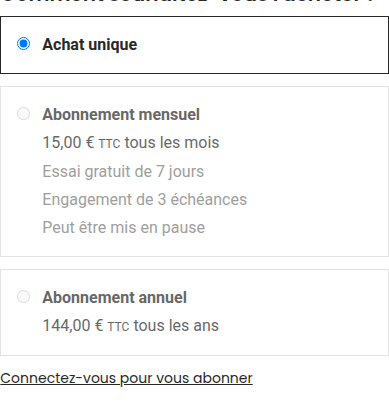 Achat unique
Abonnement mensuel
15,00 € TTC tous les mois
Essai gratuit de 7 jours
Engagement de 3 échéances
Peut être mis en pause
Abonnement annuel
144,00 € TTC tous les ans
Connectez-vous pour vous abonner